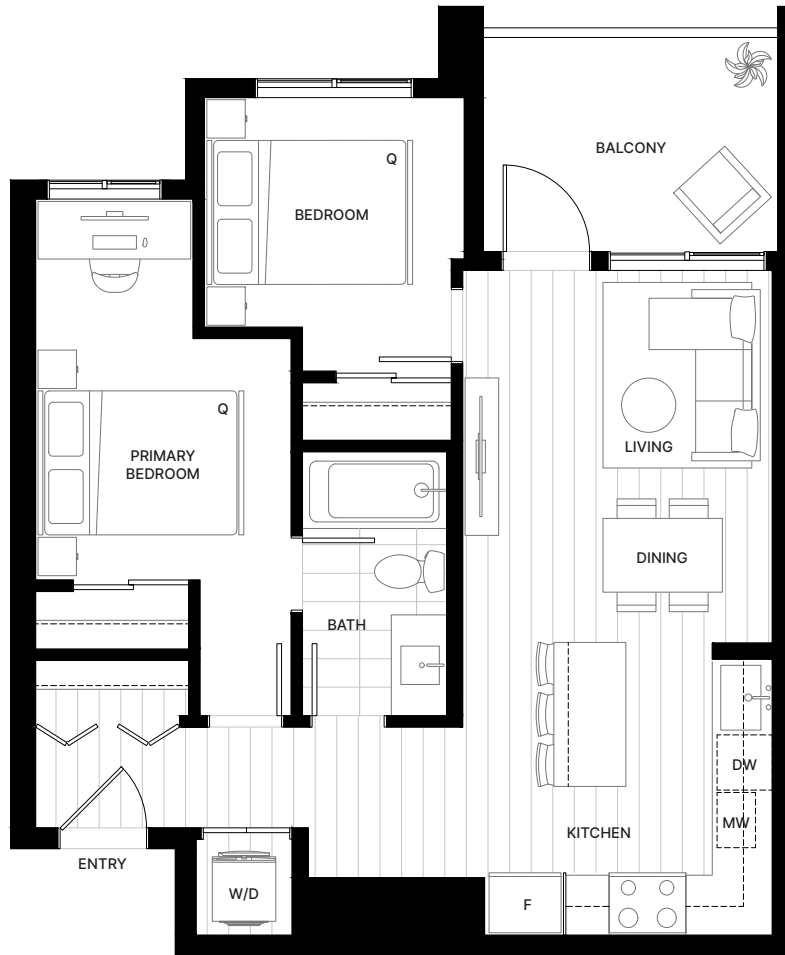 BALCONY
Q
BEDROOM
Q
PRIMARY
BEDROOM
LIVING
DINING
BATH
DW
MW
KITCHEN
ENTRY
W/D
F